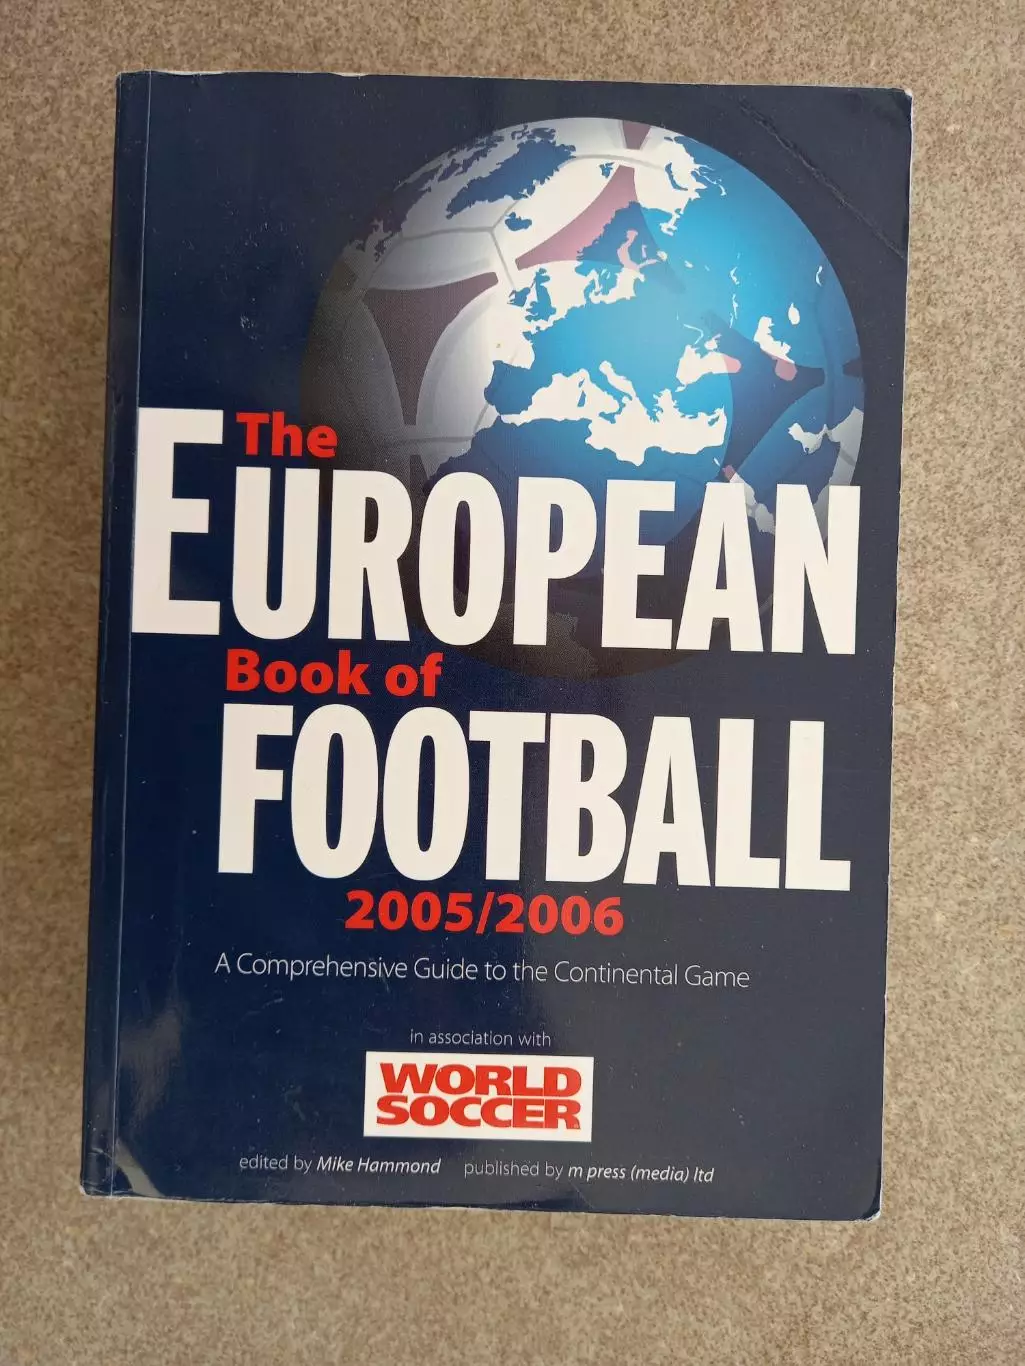 The
EUROPEAN
Book of
FOOTBALL
2005/2006
A Comprehensive Guide to the Continental Game
in association with
WORLD
SOCCER
edited by Mike Hammond published by m press (media) ltd